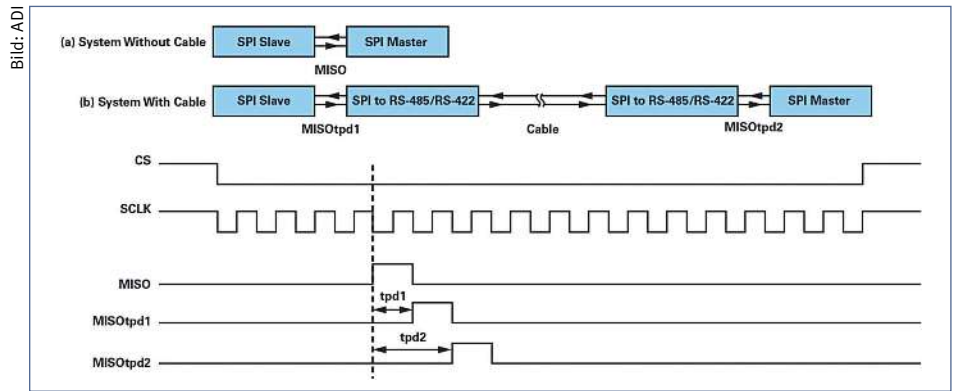 Bild: ADI
(a) System Without Cable
SPI Slave
SPI Master
MISO
(b) System With Cable
SPI Slave
SPI to RS-485/RS-422
SPI to RS-485/RS-422
SPI Master
MISOtpd1
Cable
MISOtpd2
CS
SCLK
MISO
tpd1
MISOtpd1
tpd2
MISOtpd2